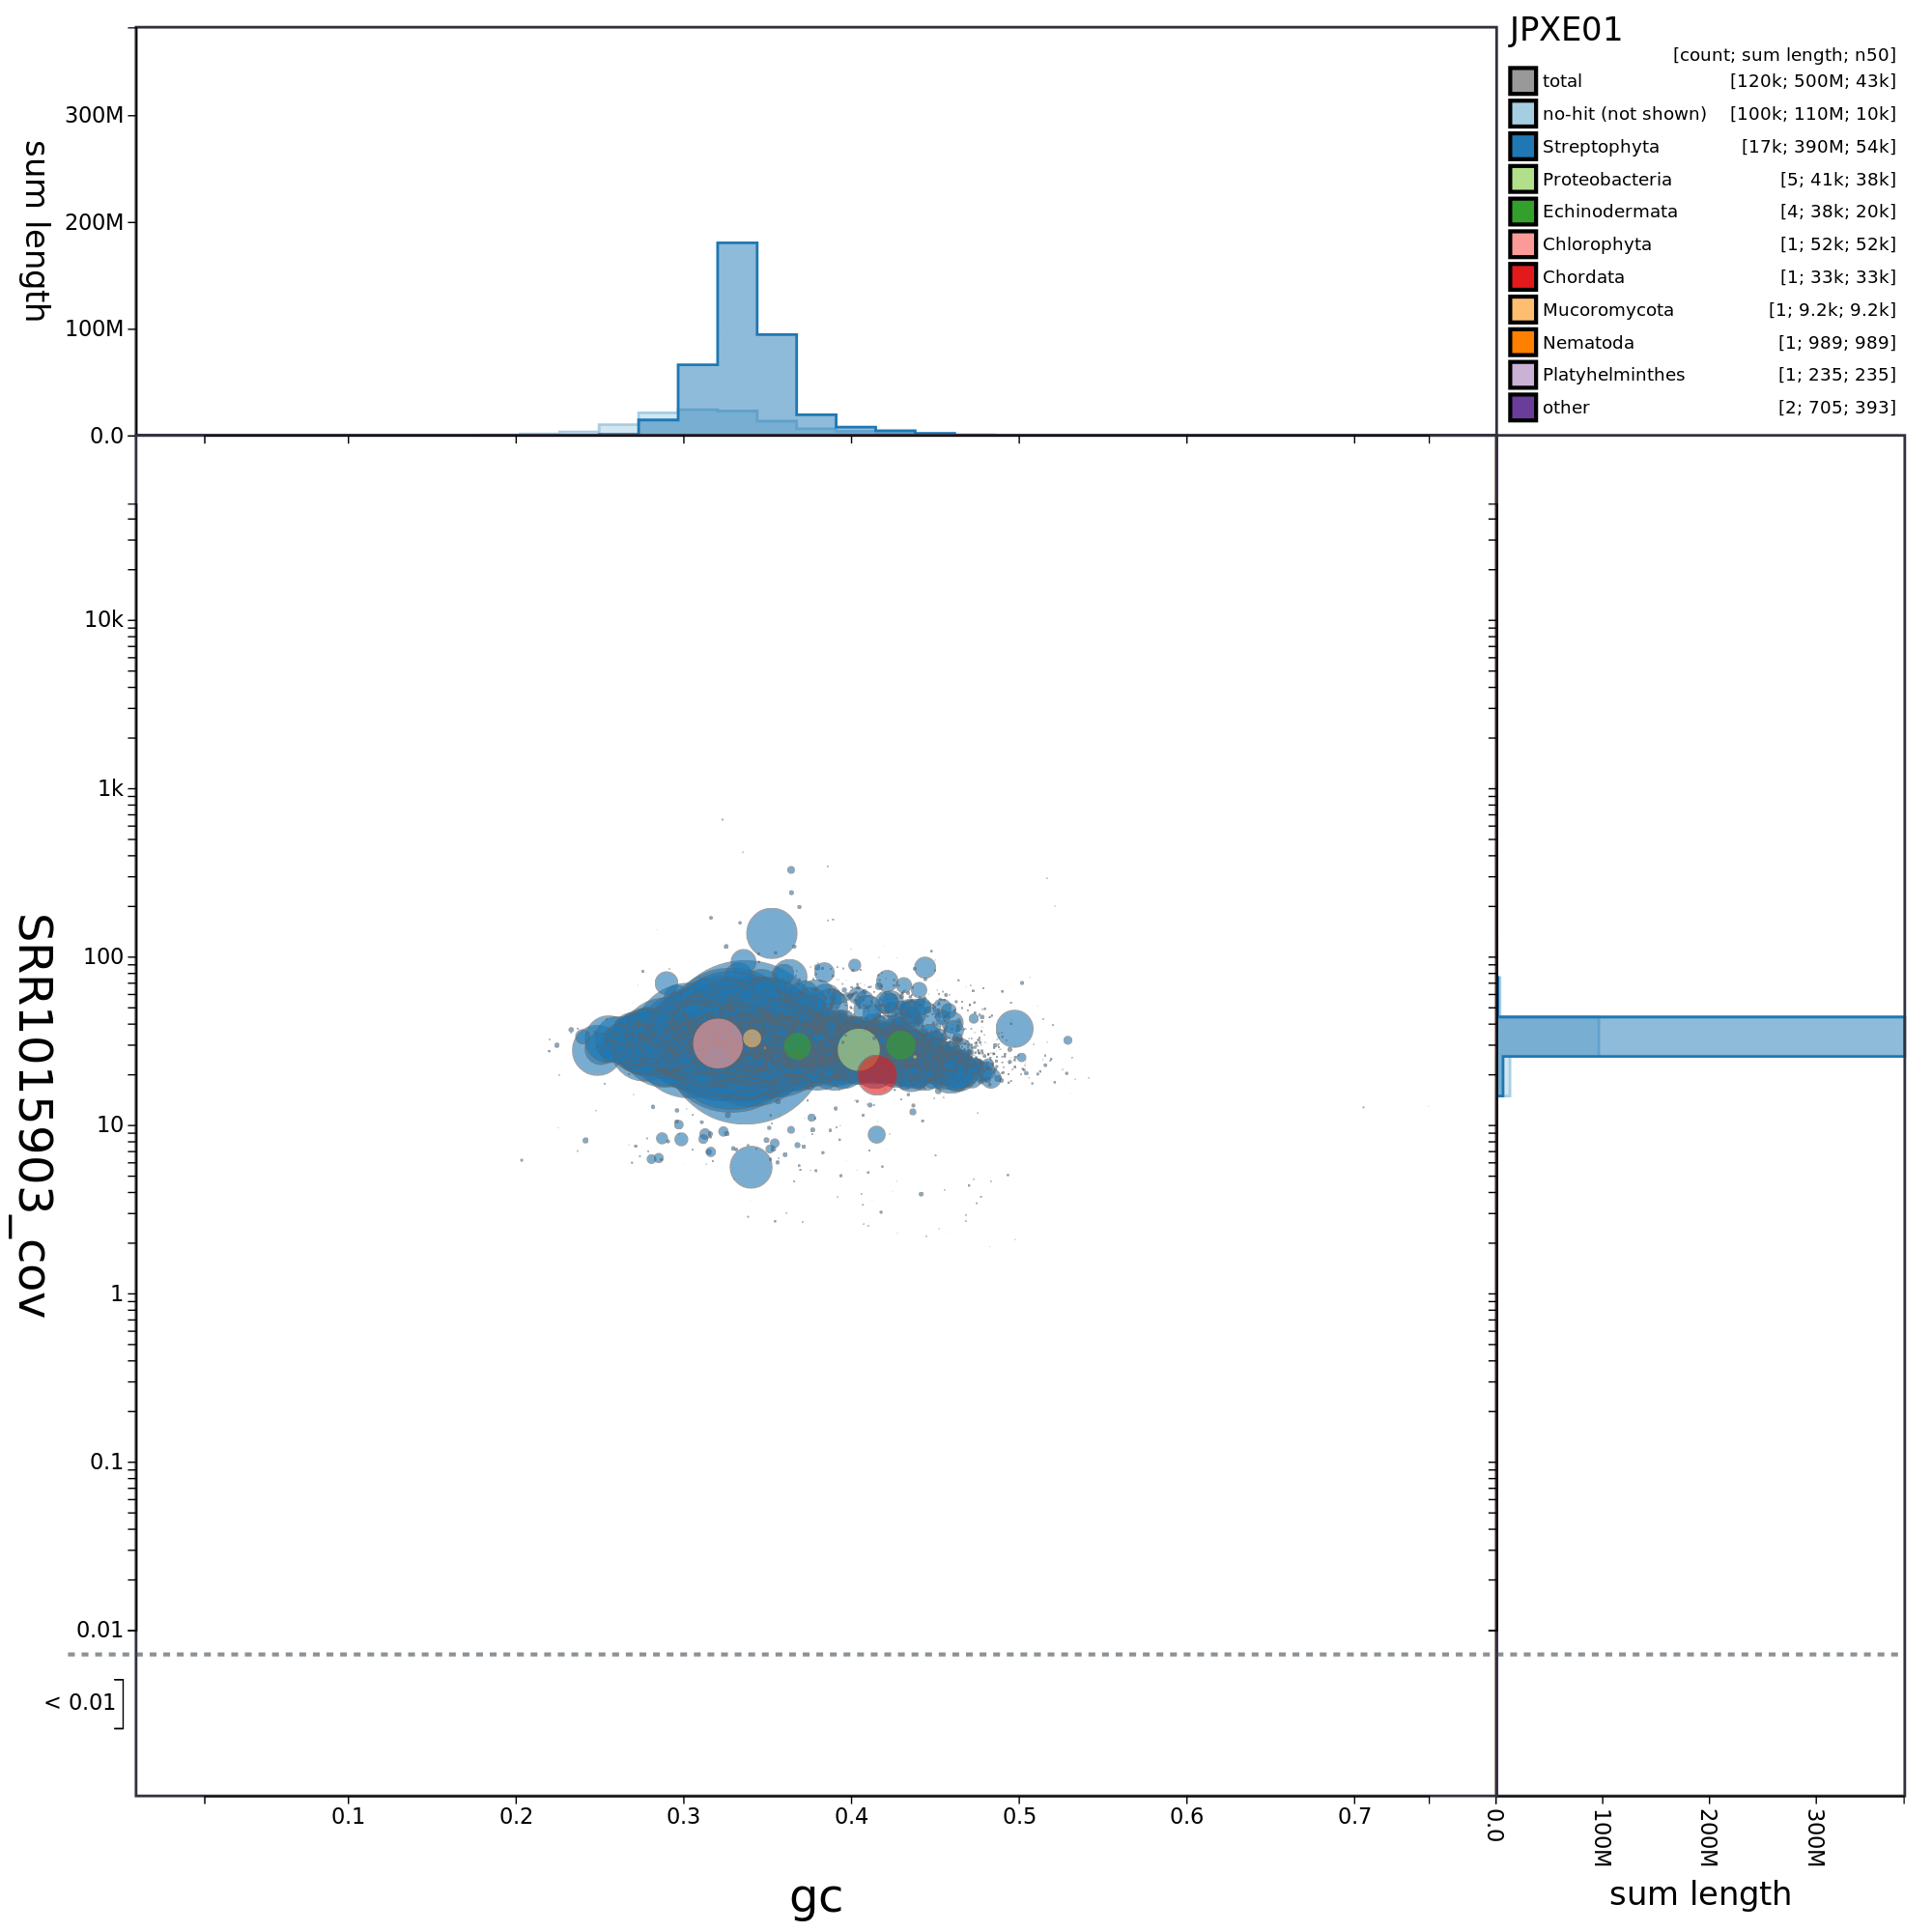 JPXE01
[count; sum length; n50]
total [120k; 500M; 43k]
no-hit (not shown) [100k; 110M; 10k]
Streptophyta [17k; 390M; 54k]
Proteobacteria [5; 41k; 38k]
Echinodermata [4; 38k; 20k]
Chlorophyta [1; 52k; 52k]
Chordata [1; 33k; 33k]
Mucoromycota [1; 9.2k; 9.2k]
Nematoda [1; 989; 989]
Platyhelminthes [1; 235; 235]
other [2; 705; 393]
sum length
300M
200M
100M
0.0
SRR1015903_cov
10k
1k
100
10
1
0.1
0.01
< 0.01
0.1 0.2 0.3 0.4 0.5 0.6 0.7
gc
0.0 100M 200M 300M
sum length